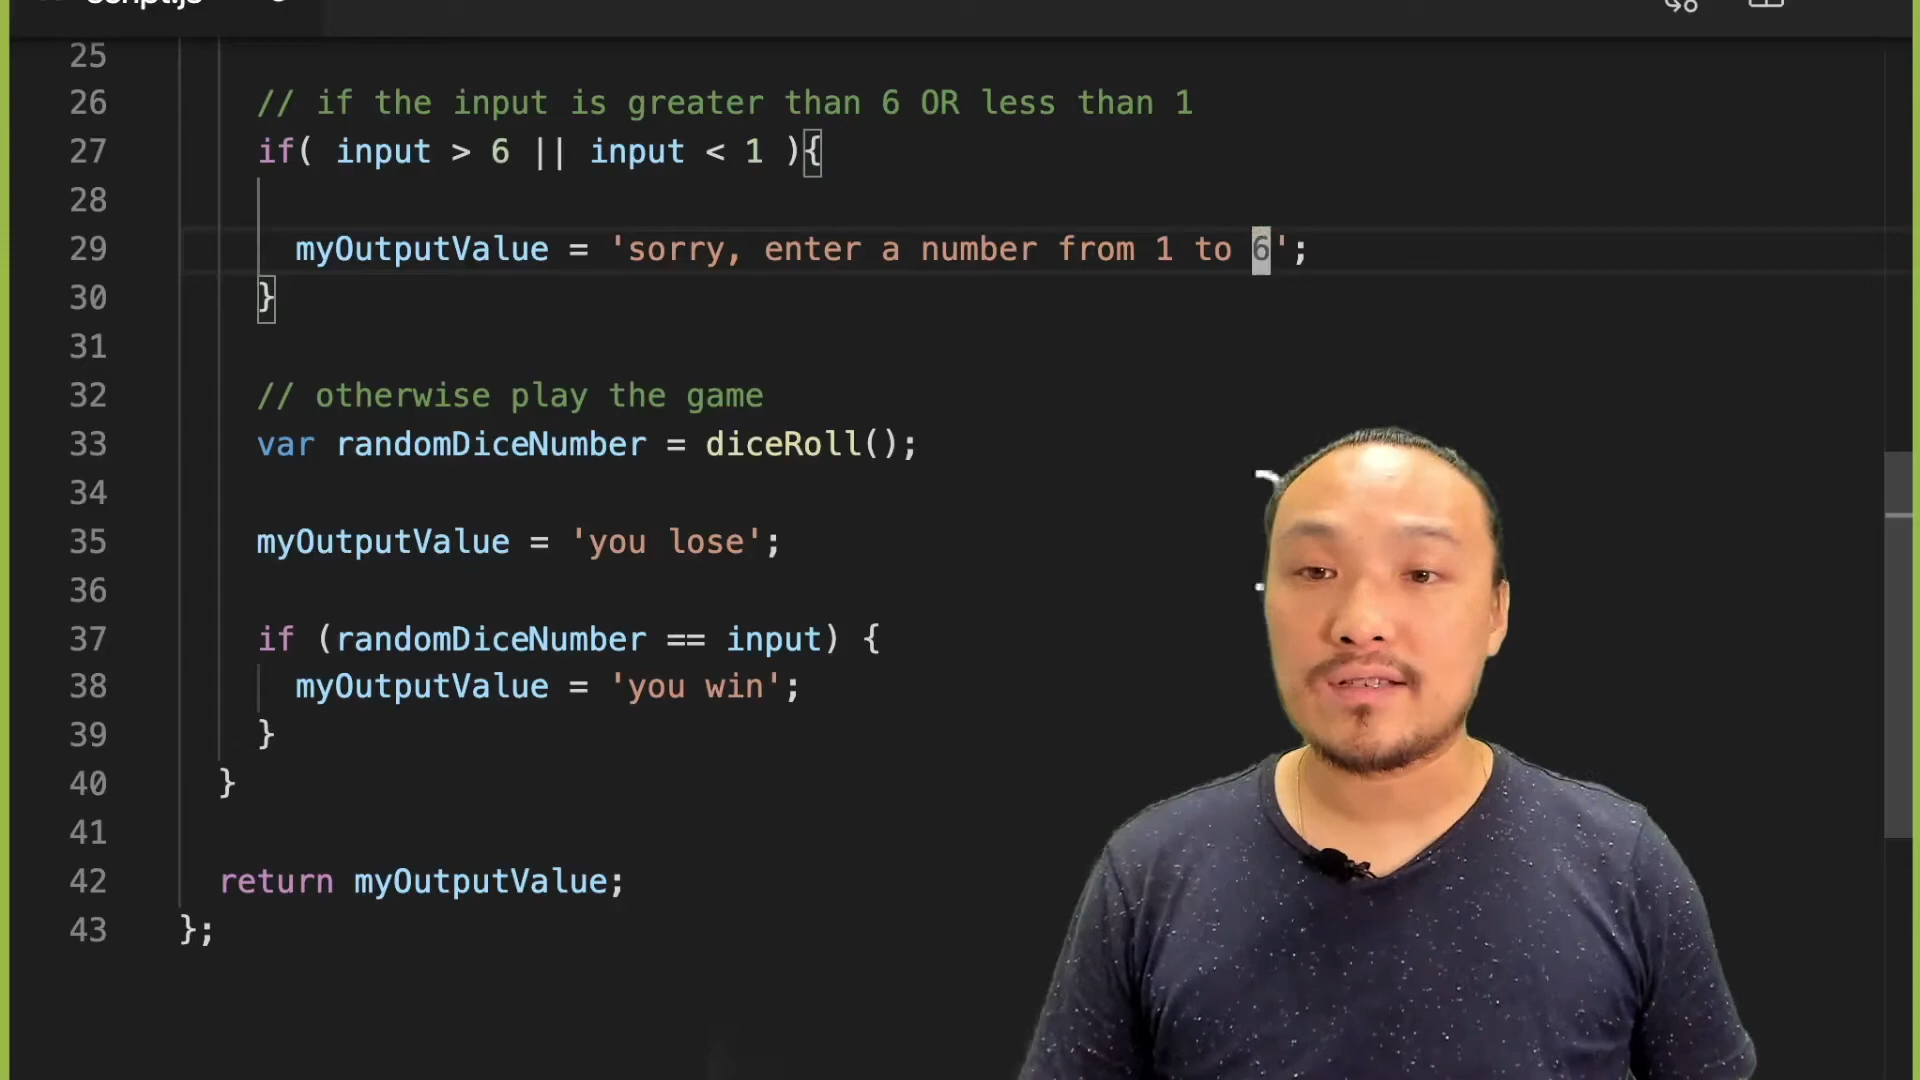 script.js
25
26 // if the input is greater than 6 OR less than 1
27 if( input > 6 || input < 1 ){
28
29 myOutputValue = 'sorry, enter a number from 1 to 6';
30 }
31
32 // otherwise play the game
33 var randomDiceNumber = diceRoll();
34
35 myOutputValue = 'you lose';
36
37 if (randomDiceNumber == input) {
38 myOutputValue = 'you win';
39 }
40 }
41
42 return myOutputValue;
43 };